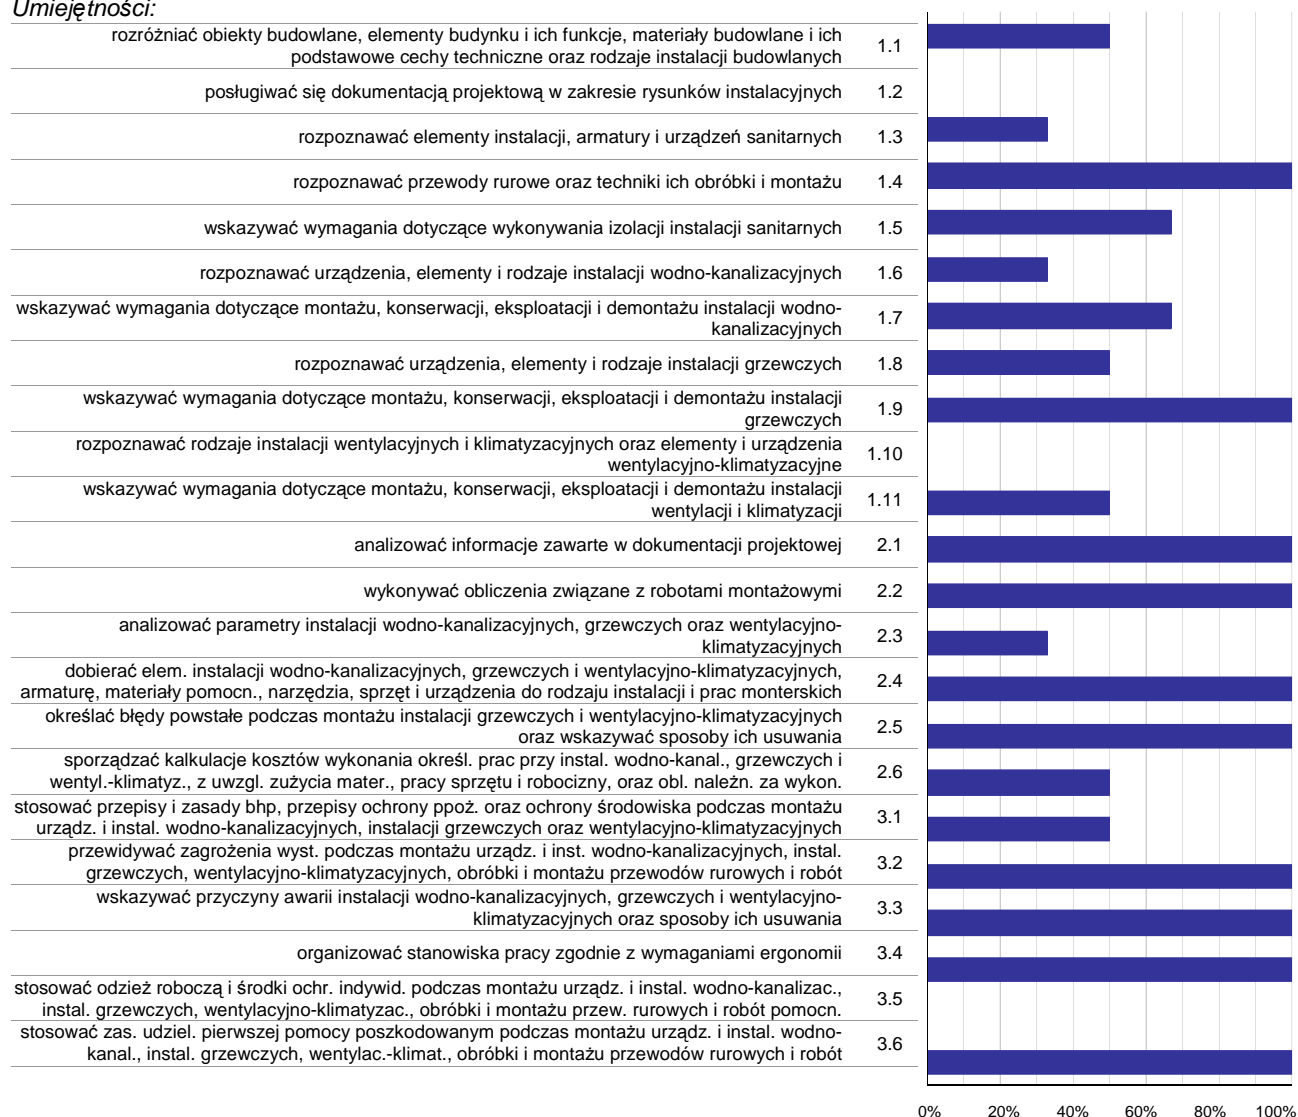 Umiejętności:
rozróżniać obiekty budowlane, elementy budynku i ich funkcje, materiały budowlane i ich
podstawowe cechy techniczne oraz rodzaje instalacji budowlanych
1.1
posługiwać się dokumentacją projektową w zakresie rysunków instalacyjnych
1.2
rozpoznawać elementy instalacji, armatury i urządzeń sanitarnych
1.3
rozpoznawać przewody rurowe oraz techniki ich obróbki i montażu
1.4
wskazywać wymagania dotyczące wykonywania izolacji instalacji sanitarnych
1.5
rozpoznawać urządzenia, elementy i rodzaje instalacji wodno-kanalizacyjnych
1.6
wskazywać wymagania dotyczące montażu, konserwacji, eksploatacji i demontażu instalacji wodno-
kanalizacyjnych
1.7
rozpoznawać urządzenia, elementy i rodzaje instalacji grzewczych
1.8
wskazywać wymagania dotyczące montażu, konserwacji, eksploatacji i demontażu instalacji
grzewczych
1.9
rozpoznawać rodzaje instalacji wentylacyjnych i klimatyzacyjnych oraz elementy i urządzenia
wentylacyjno-klimatyzacyjne
1.10
wskazywać wymagania dotyczące montażu, konserwacji, eksploatacji i demontażu instalacji
wentylacji i klimatyzacji
1.11
analizować informacje zawarte w dokumentacji projektowej
2.1
wykonywać obliczenia związane z robotami montażowymi
2.2
analizować parametry instalacji wodno-kanalizacyjnych, grzewczych oraz wentylacyjno-
klimatyzacyjnych
2.3
dobierać elem. instalacji wodno-kanalizacyjnych, grzewczych i wentylacyjno-klimatyzacyjnych,
armaturę, materiały pomocn., narzędzia, sprzęt i urządzenia do rodzaju instalacji i prac monterskich
2.4
określać błędy powstałe podczas montażu instalacji grzewczych i wentylacyjno-klimatyzacyjnych
oraz wskazywać sposoby ich usuwania
2.5
sporządzać kalkulacje kosztów wykonania określ. prac przy instal. wodno-kanal., grzewczych i
wentyl.-klimatyz., z uwzgl. zużycia mater., pracy sprzętu i robocizny, oraz obl. należn. za wykon.
2.6
stosować przepisy i zasady bhp, przepisy ochrony ppoż. oraz ochrony środowiska podczas montażu
urządz. i instal. wodno-kanalizacyjnych, instalacji grzewczych oraz wentylacyjno-klimatyzacyjnych
3.1
przewidywać zagrożenia wyst. podczas montażu urządz. i inst. wodno-kanalizacyjnych, instal.
grzewczych, wentylacyjno-klimatyzacyjnych, obróbki i montażu przewodów rurowych i robót
3.2
wskazywać przyczyny awarii instalacji wodno-kanalizacyjnych, grzewczych i wentylacyjno-
klimatyzacyjnych oraz sposoby ich usuwania
3.3
organizować stanowiska pracy zgodnie z wymaganiami ergonomii
3.4
stosować odzież roboczą i środki ochr. indywid. podczas montażu urządz. i instal. wodno-kanalizac.,
instal. grzewczych, wentylacyjno-klimatyzac., obróbki i montażu przew. rurowych i robót pomocn.
3.5
stosować zas. udziel. pierwszej pomocy poszkodowanym podczas montażu urządz. i instal. wodno-
kanal., instal. grzewczych, wentylac.-klimat., obróbki i montażu przewodów rurowych i robót
3.6
0% 20% 40% 60% 80% 100%